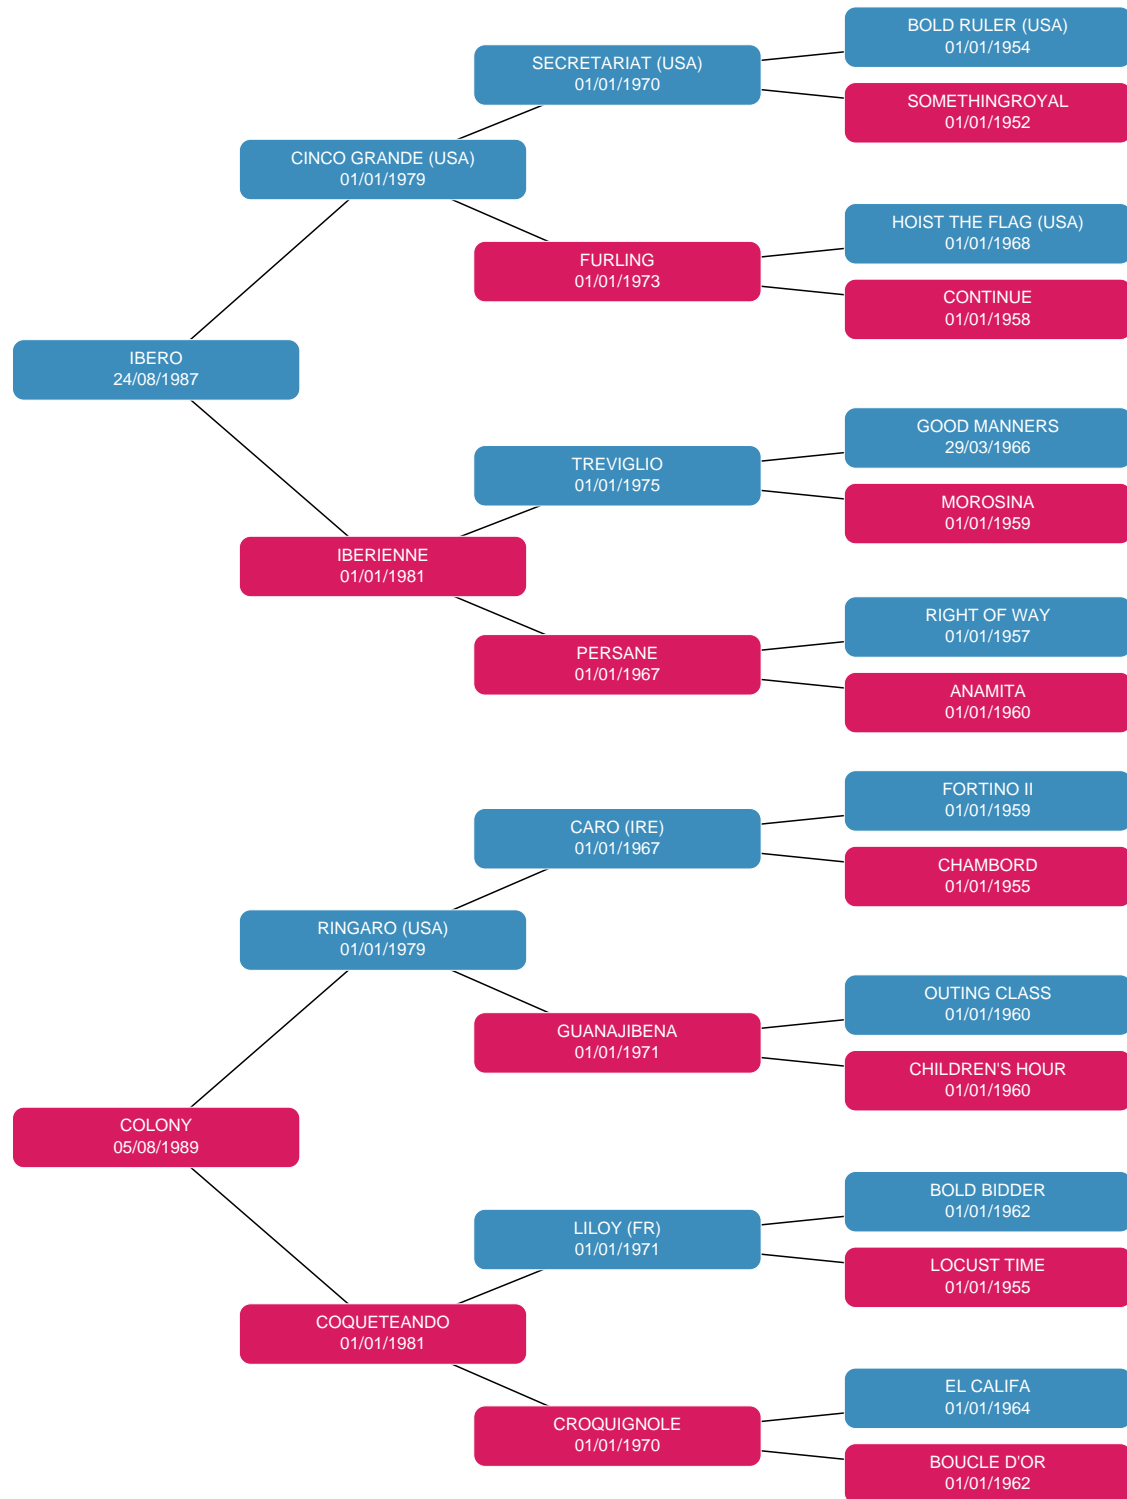 BOLD RULER (USA)
01/01/1954
SECRETARIAT (USA)
01/01/1970
SOMETHINGROYAL
01/01/1952
CINCO GRANDE (USA)
01/01/1979
HOIST THE FLAG (USA)
01/01/1968
FURLING
01/01/1973
CONTINUE
01/01/1958
IBERO
24/08/1987
GOOD MANNERS
29/03/1966
TREVIGLIO
01/01/1975
MOROSINA
01/01/1959
IBERIENNE
01/01/1981
RIGHT OF WAY
01/01/1957
PERSANE
01/01/1967
ANAMITA
01/01/1960
FORTINO II
01/01/1959
CARO (IRE)
01/01/1967
CHAMBORD
01/01/1955
RINGARO (USA)
01/01/1979
OUTING CLASS
01/01/1960
GUANAJIBENA
01/01/1971
CHILDREN'S HOUR
01/01/1960
COLONY
05/08/1989
BOLD BIDDER
01/01/1962
LILOY (FR)
01/01/1971
LOCUST TIME
01/01/1955
COQUETEANDO
01/01/1981
EL CALIFA
01/01/1964
CROQUIGNOLE
01/01/1970
BOUCLE D'OR
01/01/1962